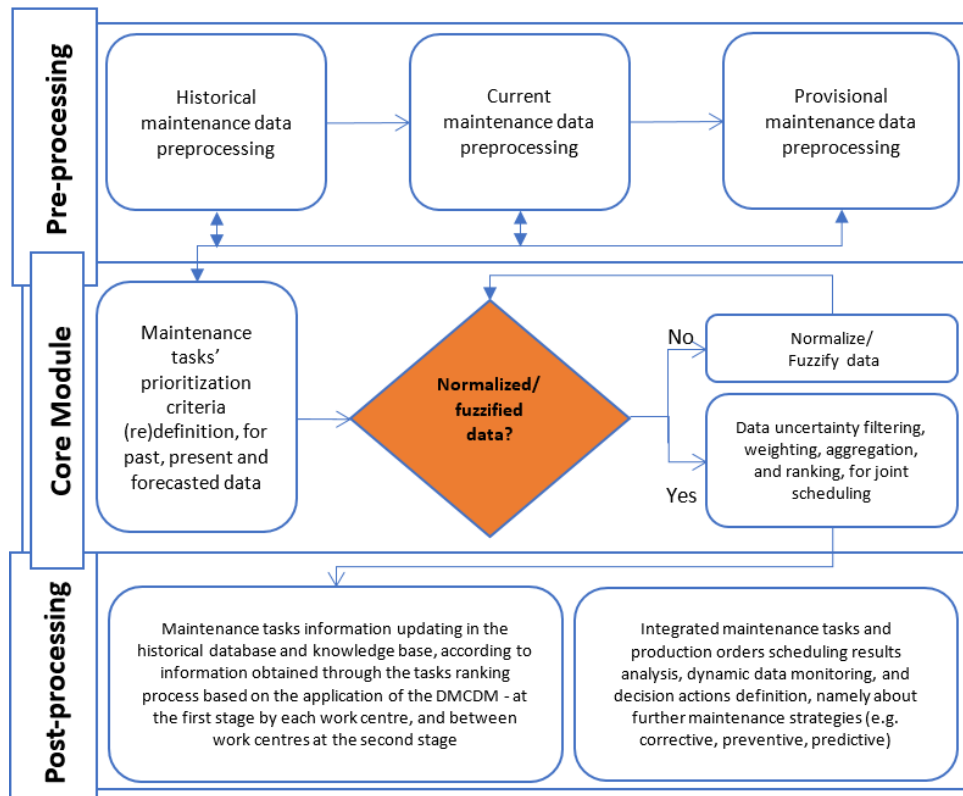 Pre-processing
Historical
maintenance data
preprocessing
Current
maintenance data
preprocessing
Provisional
maintenance data
preprocessing
Core Module
Maintenance
tasks’
prioritization
criteria
(re)definition, for
past, present and
forecasted data
Normalized/
fuzzified
data?
No
Normalize/
Fuzzify data
Yes
Data uncertainty filtering,
weighting, aggregation,
and ranking, for joint
scheduling
Post-processing
Maintenance tasks information updating in the
historical database and knowledge base, according to
information obtained through the tasks ranking
process based on the application of the DMCDM - at
the first stage by each work centre, and between
work centres at the second stage
Integrated maintenance tasks and
production orders scheduling results
analysis, dynamic data monitoring, and
decision actions definition, namely about
further maintenance strategies (e.g.
corrective, preventive, predictive)